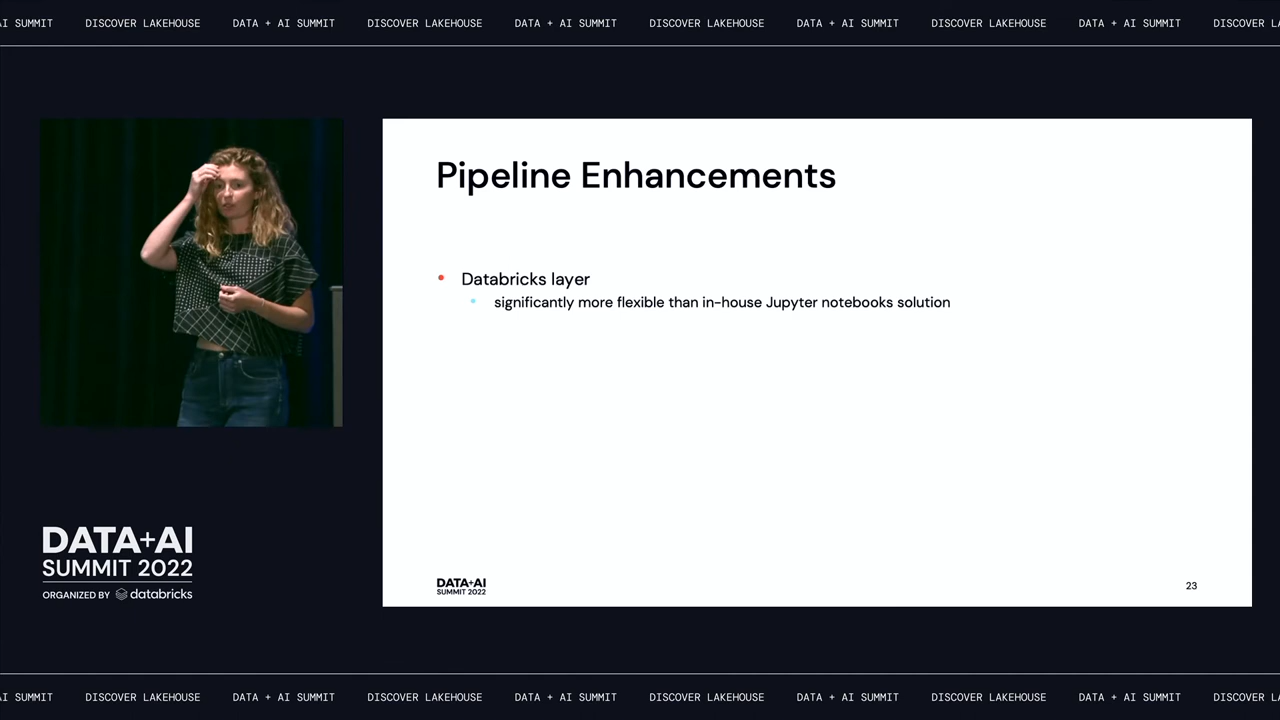 AI SUMMIT DISCOVER LAKEHOUSE DATA + AI SUMMIT DISCOVER LAKEHOUSE DATA + AI SUMMIT DISCOVER LAKEHOUSE DATA + AI SUMMIT DISCOVER LAKEHOUSE DATA + AI SUMMIT DISCOVER LA
Pipeline Enhancements
Databricks layer
significantly more flexible than in-house Jupyter notebooks solution
DATA+AI
SUMMIT 2022
23
DATA+AI
SUMMIT 2022
ORGANIZED BY databricks
AI SUMMIT DISCOVER LAKEHOUSE DATA + AI SUMMIT DISCOVER LAKEHOUSE DATA + AI SUMMIT DISCOVER LAKEHOUSE DATA + AI SUMMIT DISCOVER LAKEHOUSE DATA + AI SUMMIT DISCOVER LA